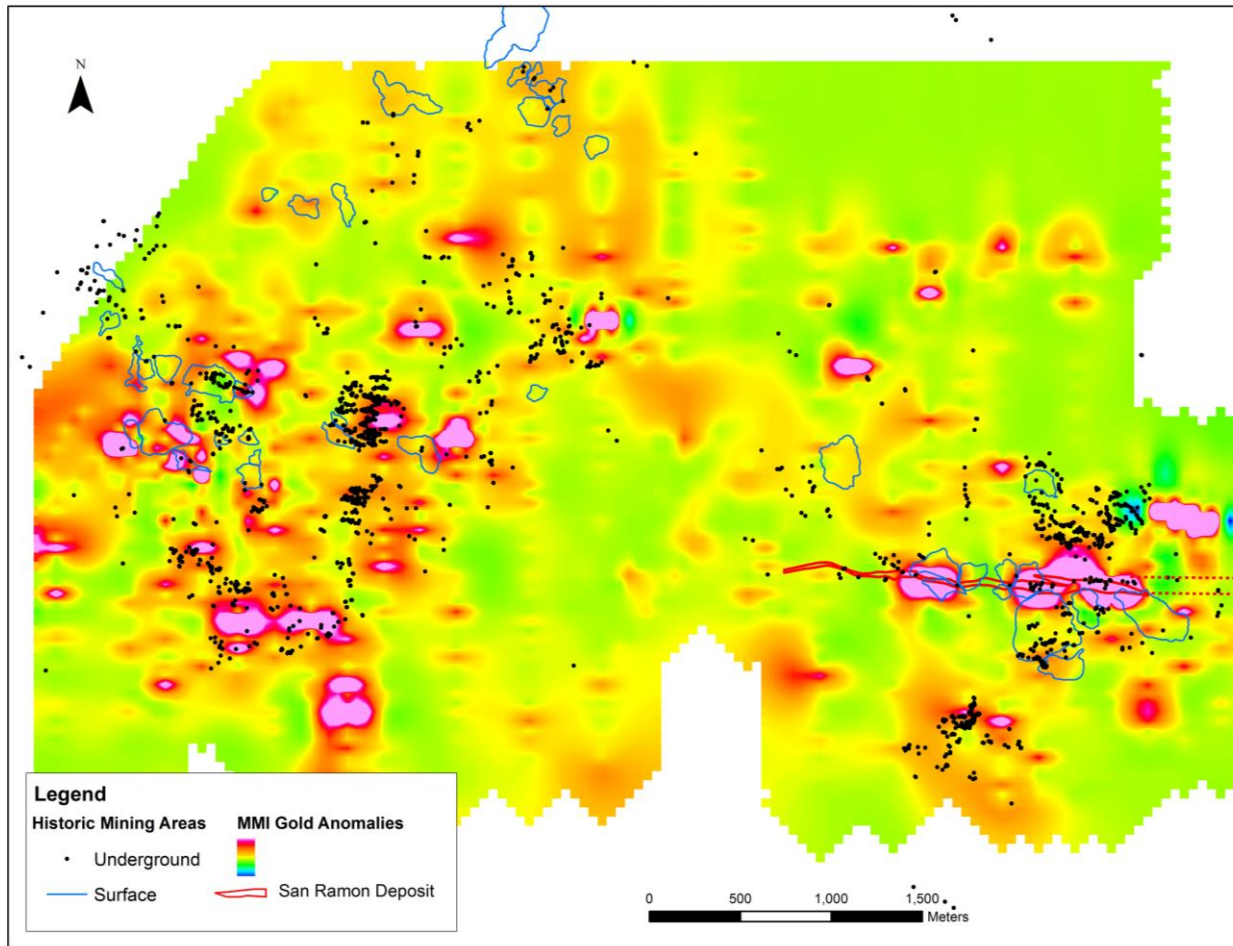 N
Legend
Historic Mining Areas MMI Gold Anomalies
Underground
Surface San Ramon Deposit
0 500 1,000 1,500
Meters